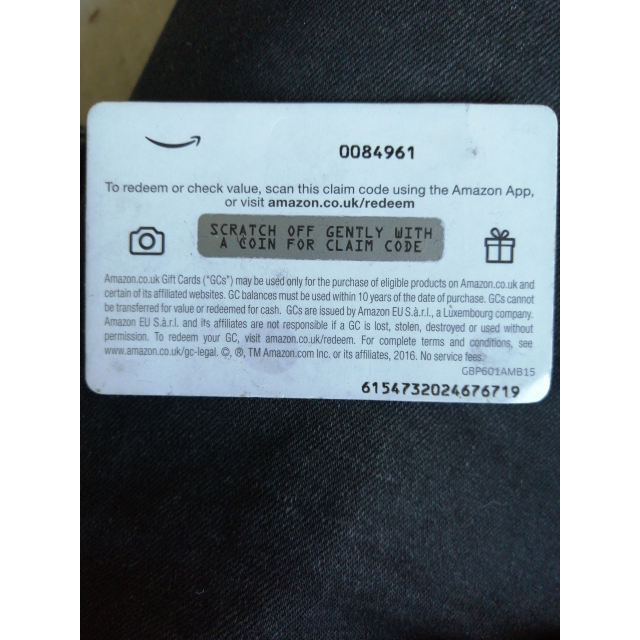 0084961
To redeem or check value, scan this claim code using the Amazon App,
or visit amazon.co.uk/redeem
SCRATCH OFF GENTLY WITH
A COIN FOR CLAIM CODE
Amazon.co.uk Gift Cards ("GCs") may be used only for the purchase of eligible products on Amazon.co.uk and
certain of its affiliated websites. GC balances must be used within 10 years of the date of purchase. GCs cannot
be transferred for value or redeemed for cash. GCs are issued by Amazon EU S.à.r.l., a Luxembourg company.
Amazon EU S.à.r.l. and its affiliates are not responsible if a GC is lost, stolen, destroyed or used without
permission. To redeem your GC, visit amazon.co.uk/redeem. For complete terms and conditions, see
www.amazon.co.uk/gc-legal. ©, ®, TM Amazon.com Inc. or its affiliates, 2016. No service fees.
GBP601AMB15
6154732024676719